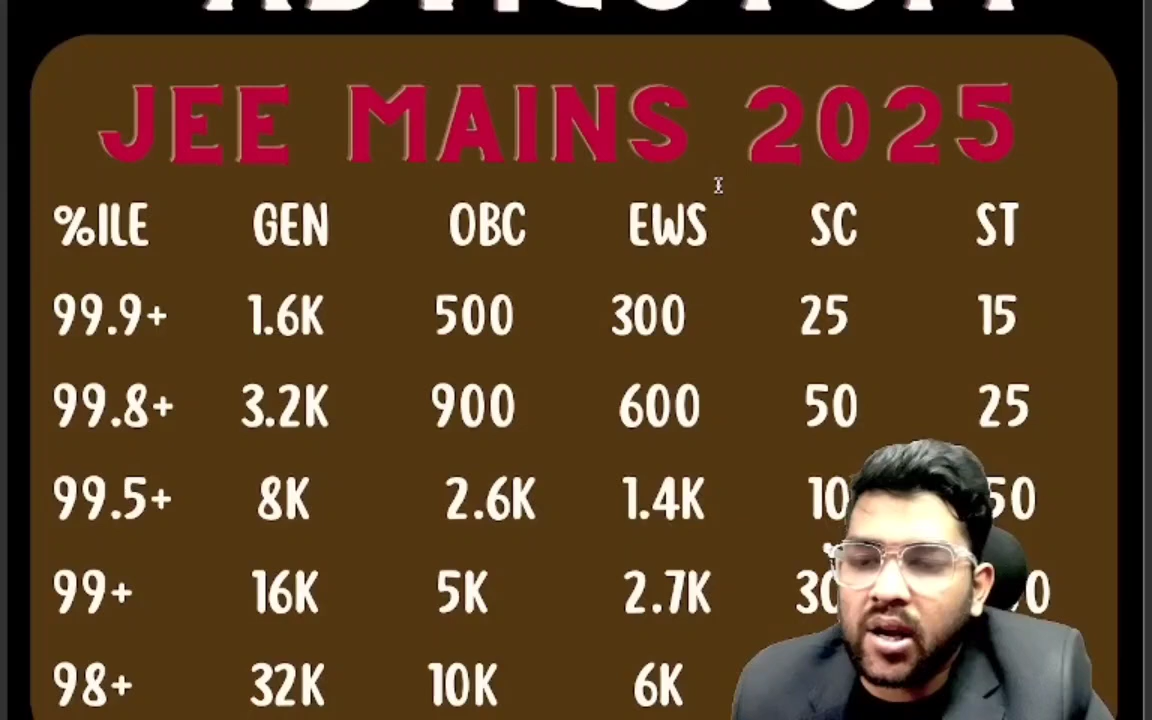 JEE MAINS 2025
%ILE GEN OBC EWS SC ST
99.9+ 1.6K 500 300 25 15
99.8+ 3.2K 900 600 50 25
99.5+ 8K 2.6K 1.4K
99+ 16K 5K 2.7K
98+ 32K 10K 6K